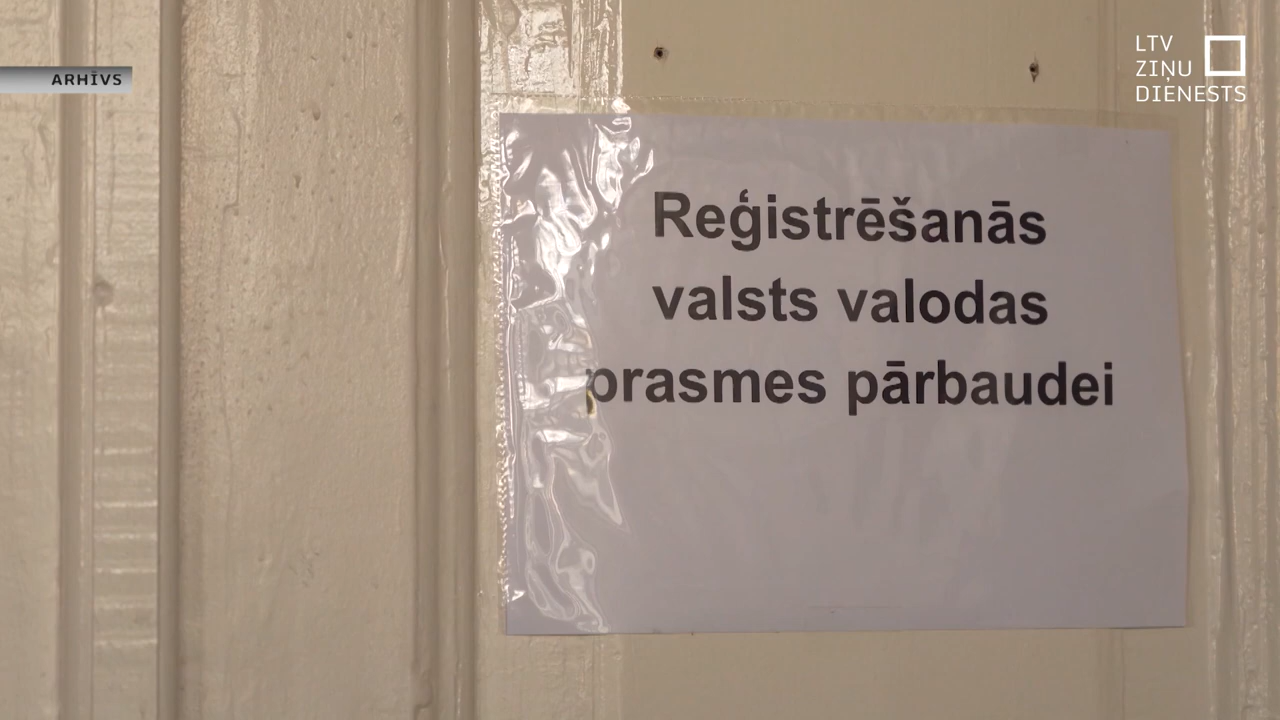 ARHĪVS
LTV
ZIŅU
DIENESTS
Reģistrēšanās
valsts valodas
prasmes pārbaudei